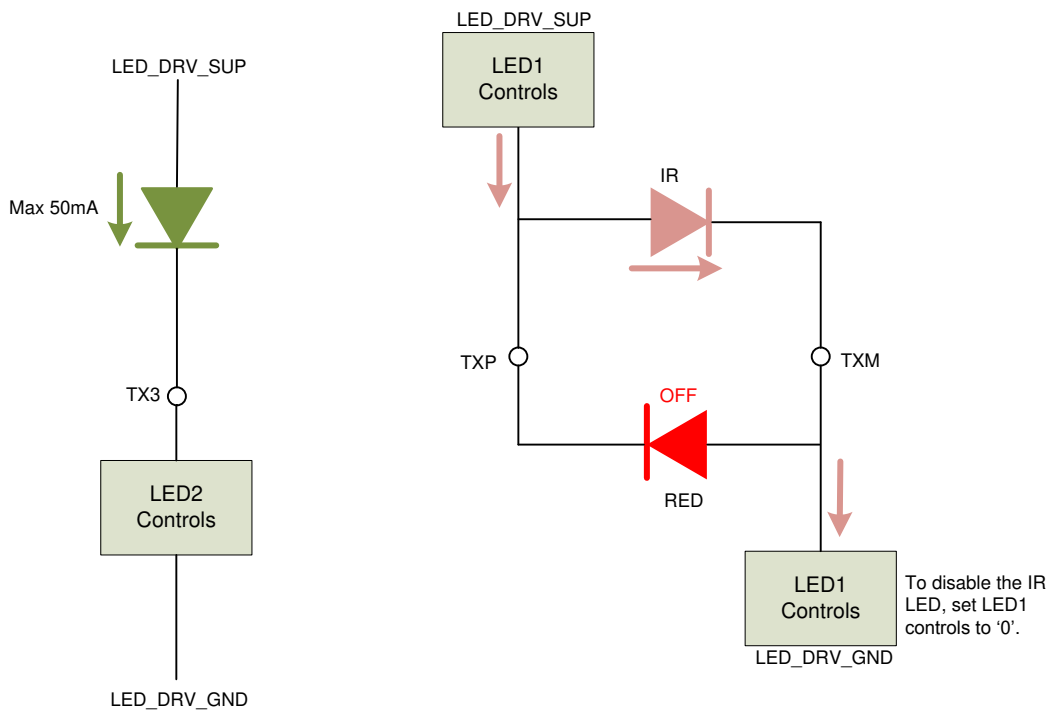 LED_DRV_SUP
Max 50mA
TX3
LED2
Controls
LED_DRV_GND
LED_DRV_SUP
LED1
Controls
IR
TXP
TXM
OFF
RED
LED1
Controls
LED_DRV_GND
To disable the IR
LED, set LED1
controls to ‘0’.